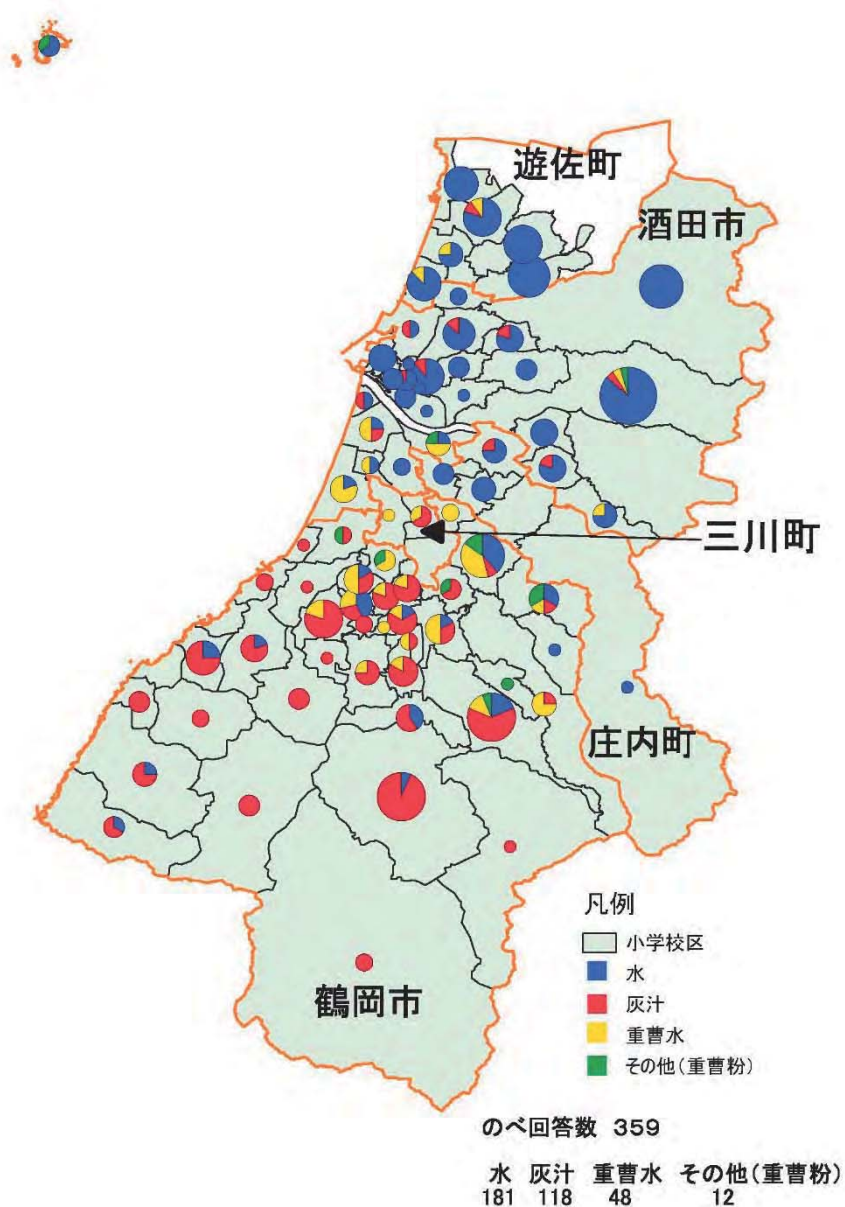 遊佐町
酒田市
三川町
庄内町
鶴岡市
凡例
小学校区
水
灰汁
重曹水
その他(重曹粉)
のべ回答数 359
水 灰汁 重曹水 その他(重曹粉)
181 118 48 12